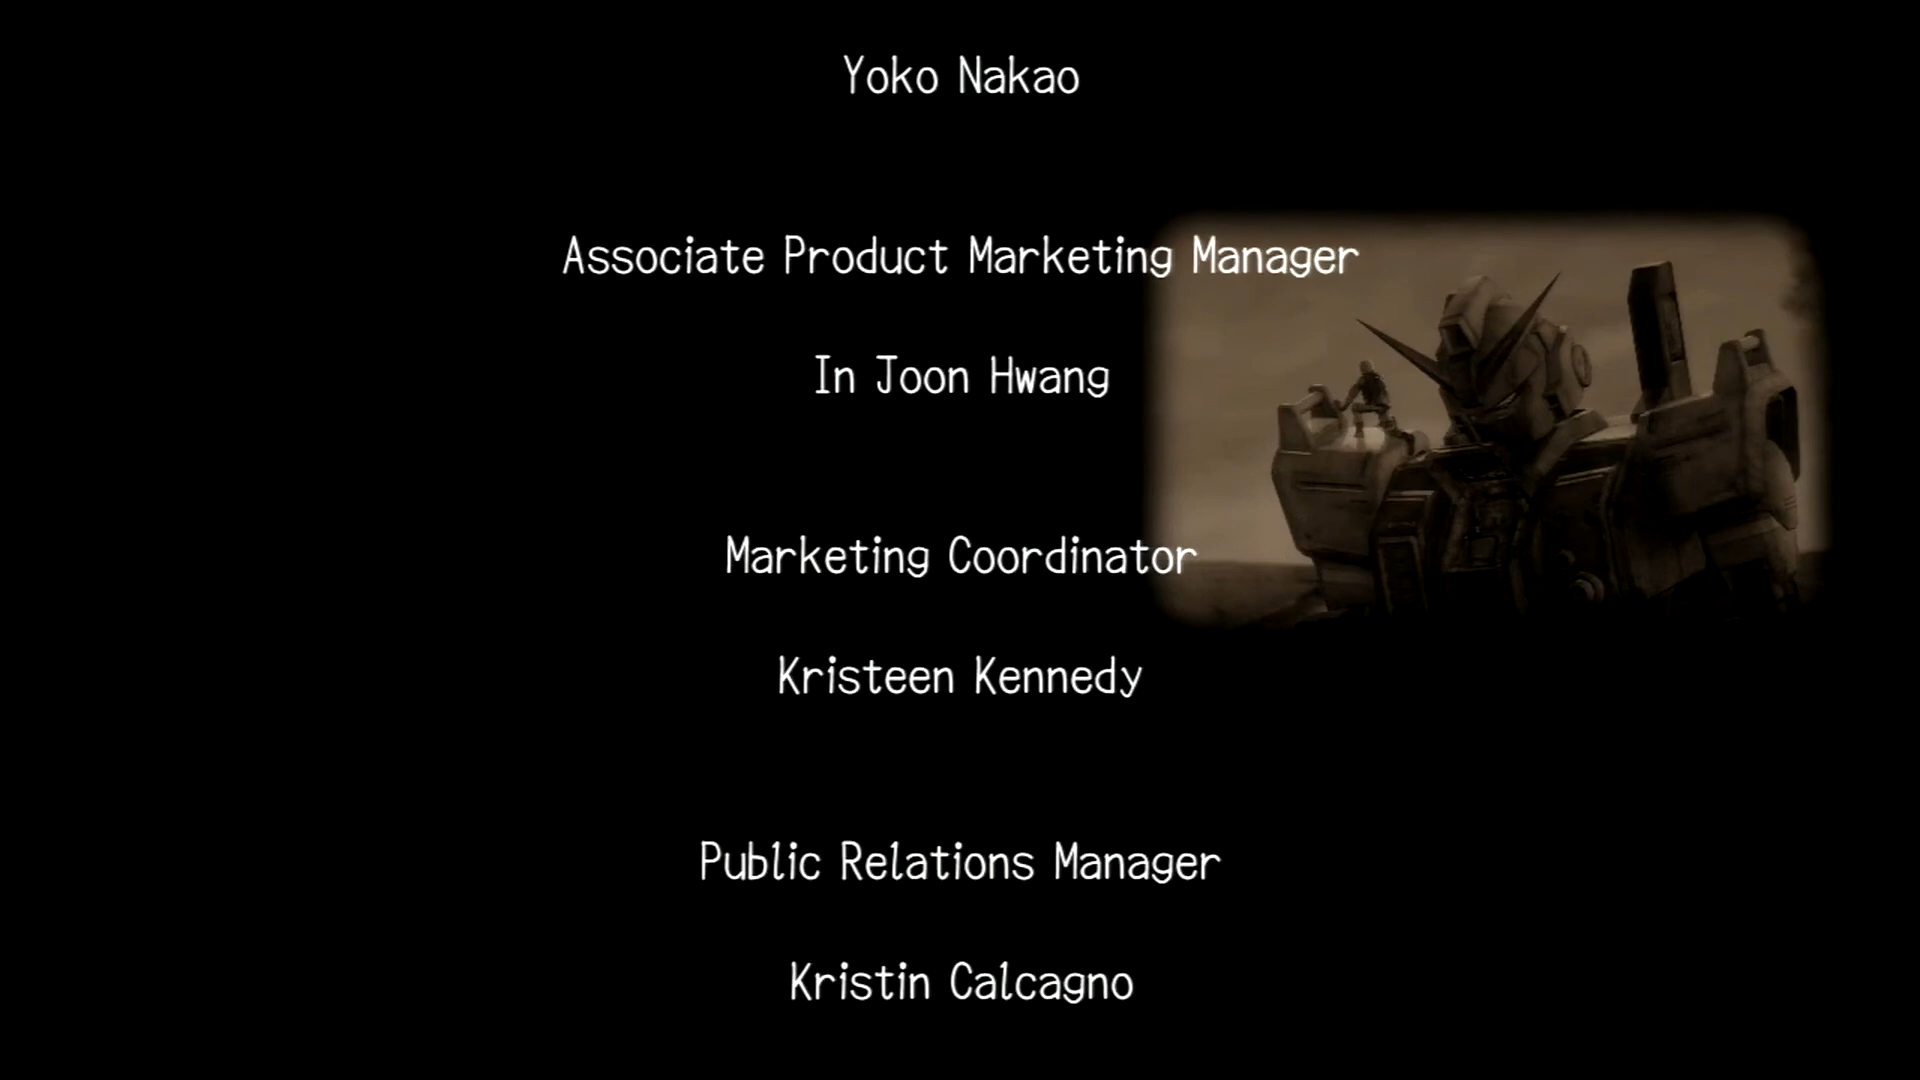 Yoko Nakao
Associate Product Marketing Manager
In Joon Hwang
Marketing Coordinator
Kristeen Kennedy
Public Relations Manager
Kristin Calcagno